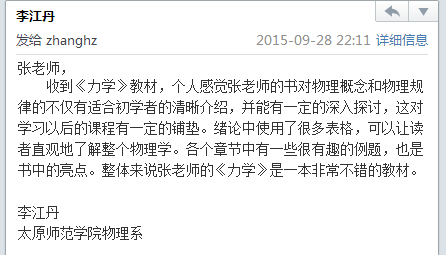 李江丹
发给 zhanghz 2015-09-28 22:11 详细信息
张老师，
收到《力学》教材，个人感觉张老师的书对物理概念和物理规
律的不仅有适合初学者的清晰介绍，并能有一定的深入探讨，这对
学习以后的课程有一定的铺垫。绪论中使用了很多表格，可以让读
者直观地了解整个物理学。各个章节中有一些很有趣的例题，也是
书中的亮点。整体来说张老师的《力学》是一本非常不错的教材。
李江丹
太原师范学院物理系